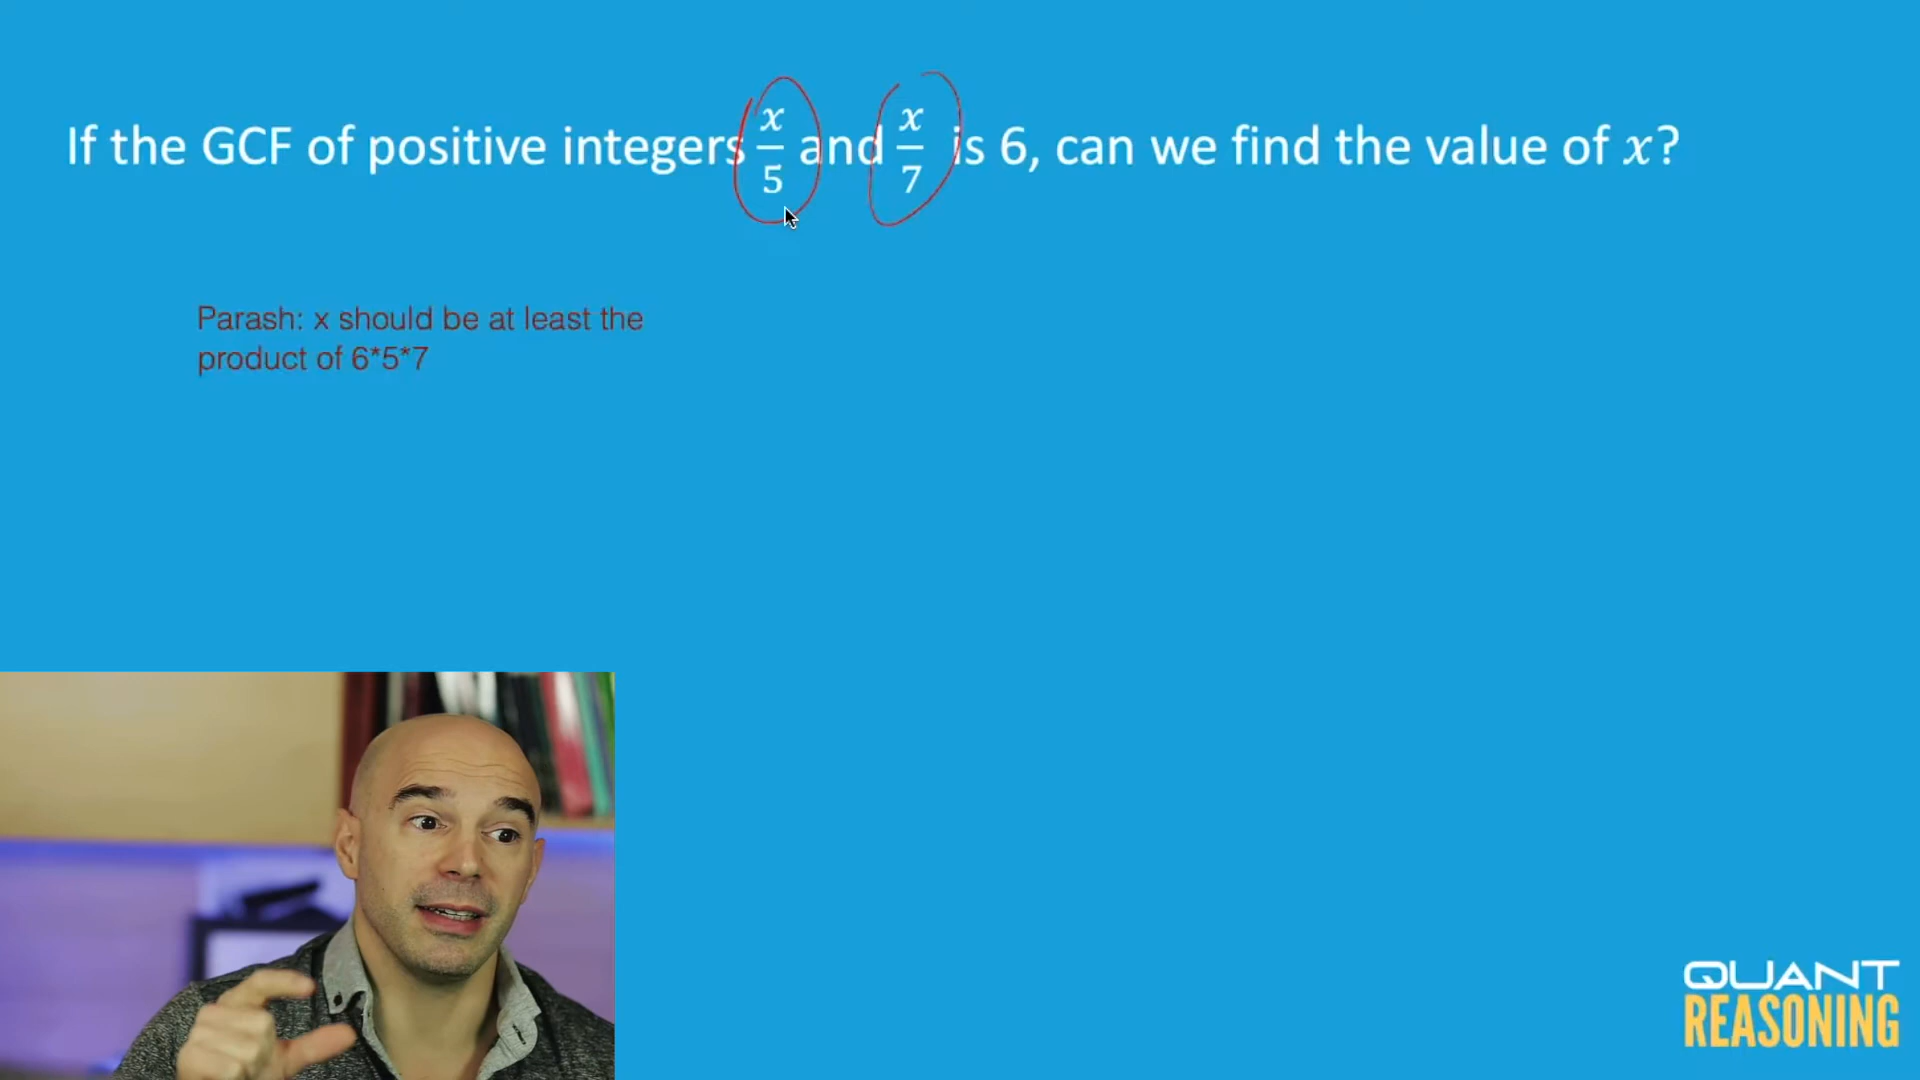 If the GCF of positive integers x/5 and x/7 is 6, can we find the value of x?
Parash: x should be at least the
product of 6*5*7
QUANT
REASONING